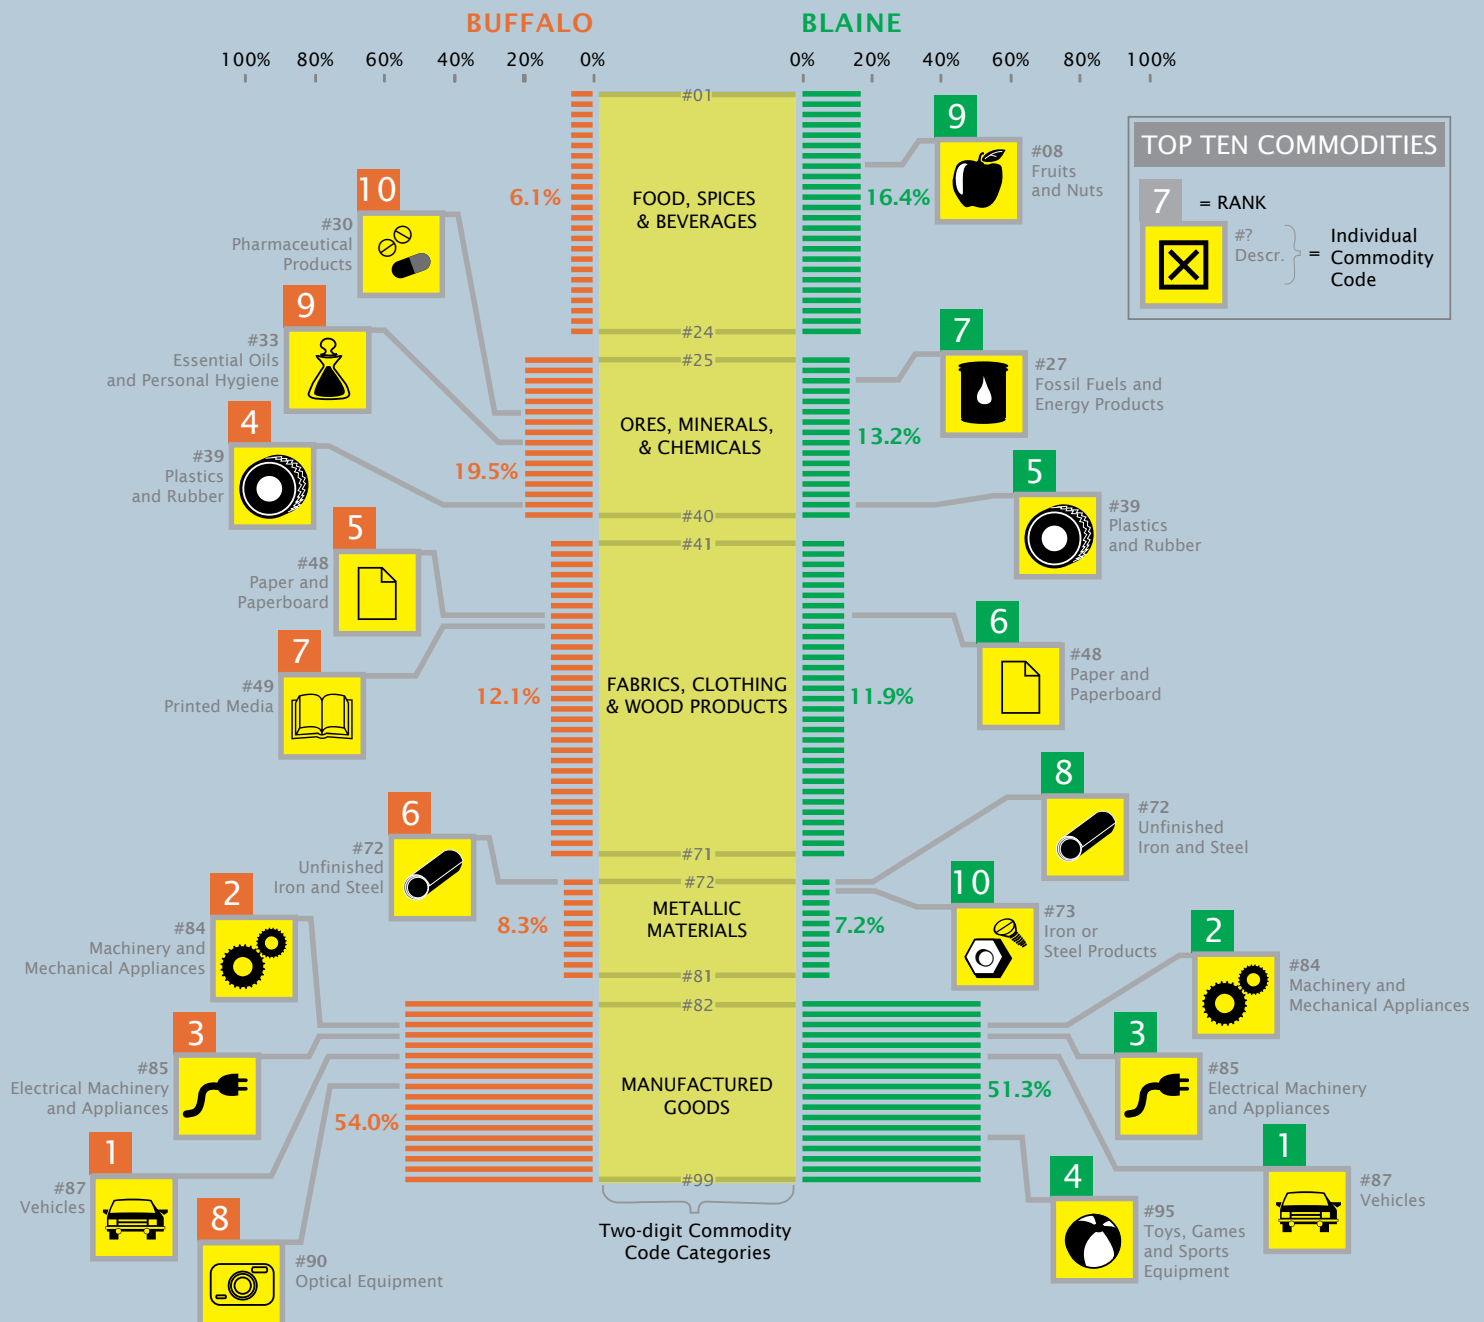 BUFFALO
BLAINE
100% 80% 60% 40% 20% 0%
0% 20% 40% 60% 80% 100%
#01
FOOD, SPICES
& BEVERAGES
#24
#25
ORES, MINERALS,
& CHEMICALS
#40
#41
FABRICS, CLOTHING
& WOOD PRODUCTS
#71
#72
METALLIC
MATERIALS
#81
#82
MANUFACTURED
GOODS
#99
Two-digit Commodity
Code Categories
6.1%
19.5%
12.1%
8.3%
54.0%
10
#30
Pharmaceutical
Products
9
#33
Essential Oils
and Personal Hygiene
4
#39
Plastics
and Rubber
5
#48
Paper and
Paperboard
7
#49
Printed Media
6
#72
Unfinished
Iron and Steel
2
#84
Machinery and
Mechanical Appliances
3
#85
Electrical Machinery
and Appliances
1
#87
Vehicles
8
#90
Optical Equipment
16.4%
13.2%
11.9%
7.2%
51.3%
9
#08
Fruits
and Nuts
7
#27
Fossil Fuels and
Energy Products
5
#39
Plastics
and Rubber
6
#48
Paper and
Paperboard
8
#72
Unfinished
Iron and Steel
10
#73
Iron or
Steel Products
2
#84
Machinery and
Mechanical Appliances
3
#85
Electrical Machinery
and Appliances
1
#87
Vehicles
4
#95
Toys, Games
and Sports
Equipment
TOP TEN COMMODITIES
7 = RANK
#?
Descr.
= Individual
Commodity
Code